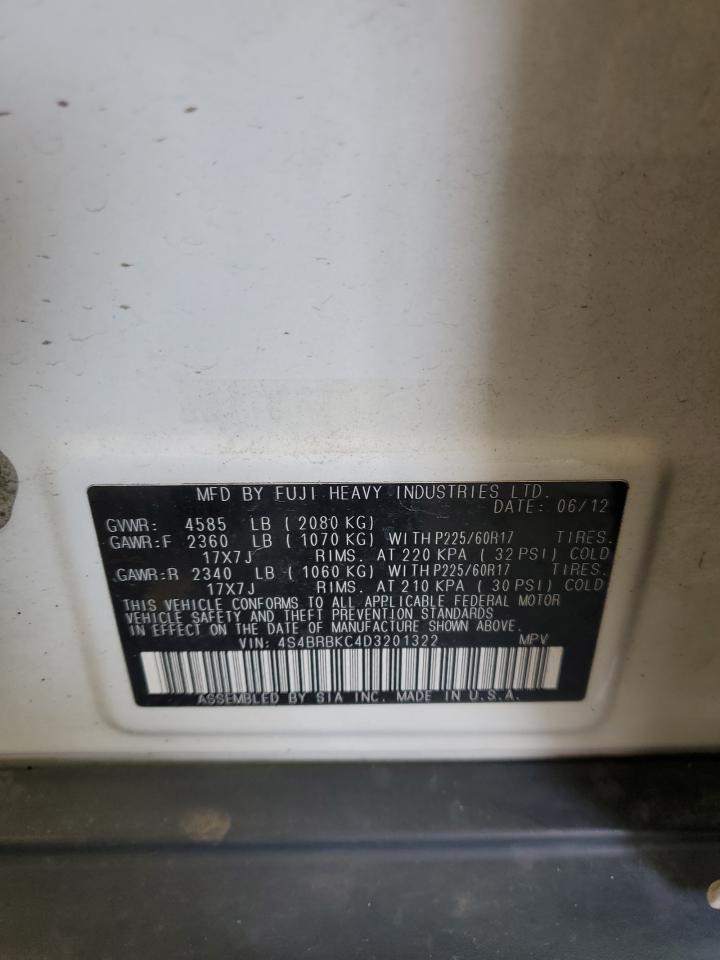 MFD BY FUJI HEAVY INDUSTRIES LTD.
DATE: 06/12
GVWR: 4585 LB ( 2080 KG)
GAWR:F 2360 LB ( 1070 KG) WITH P225/60R17 TIRES.
17X7J RIMS. AT 220 KPA ( 32 PSI) COLD
GAWR:R 2340 LB ( 1060 KG) WITH P225/60R17 TIRES.
17X7J RIMS. AT 210 KPA ( 30 PSI) COLD
THIS VEHICLE CONFORMS TO ALL APPLICABLE FEDERAL MOTOR
VEHICLE SAFETY AND THEFT PREVENTION STANDARDS
IN EFFECT ON THE DATE OF MANUFACTURE SHOWN ABOVE.
VIN: 4S4BRBKC4D3201322 MPV
ASSEMBLED BY SIA INC. MADE IN U.S.A.